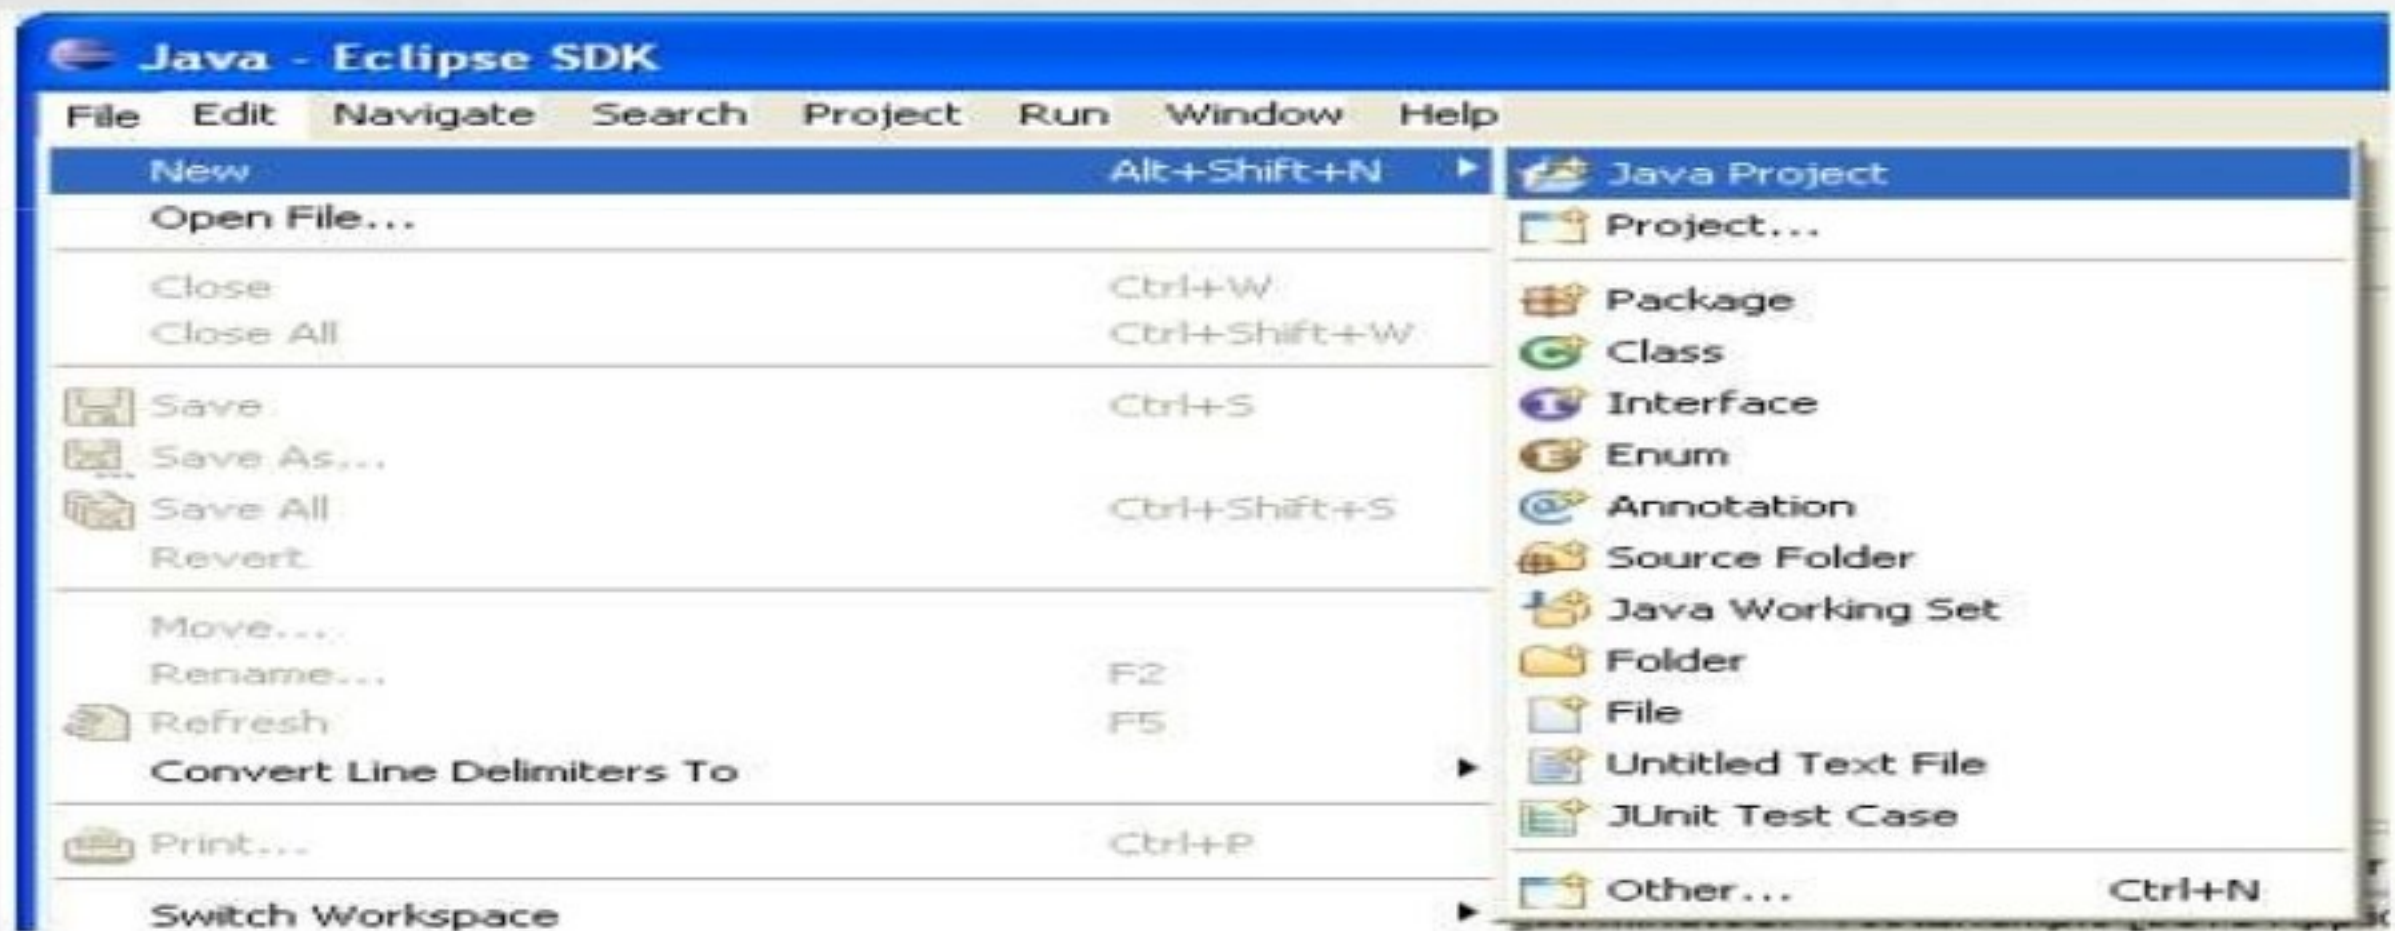 Java - Eclipse SDK
File Edit Navigate Search Project Run Window Help
New Alt+Shift+N
Open File...
Close Ctrl+W
Close All Ctrl+Shift+W
Save Ctrl+S
Save As...
Save All Ctrl+Shift+S
Revert
Move...
Rename... F2
Refresh F5
Convert Line Delimiters To
Print... Ctrl+P
Switch Workspace
Java Project
Project...
Package
Class
Interface
Enum
Annotation
Source Folder
Java Working Set
Folder
File
Untitled Text File
JUnit Test Case
Other... Ctrl+N